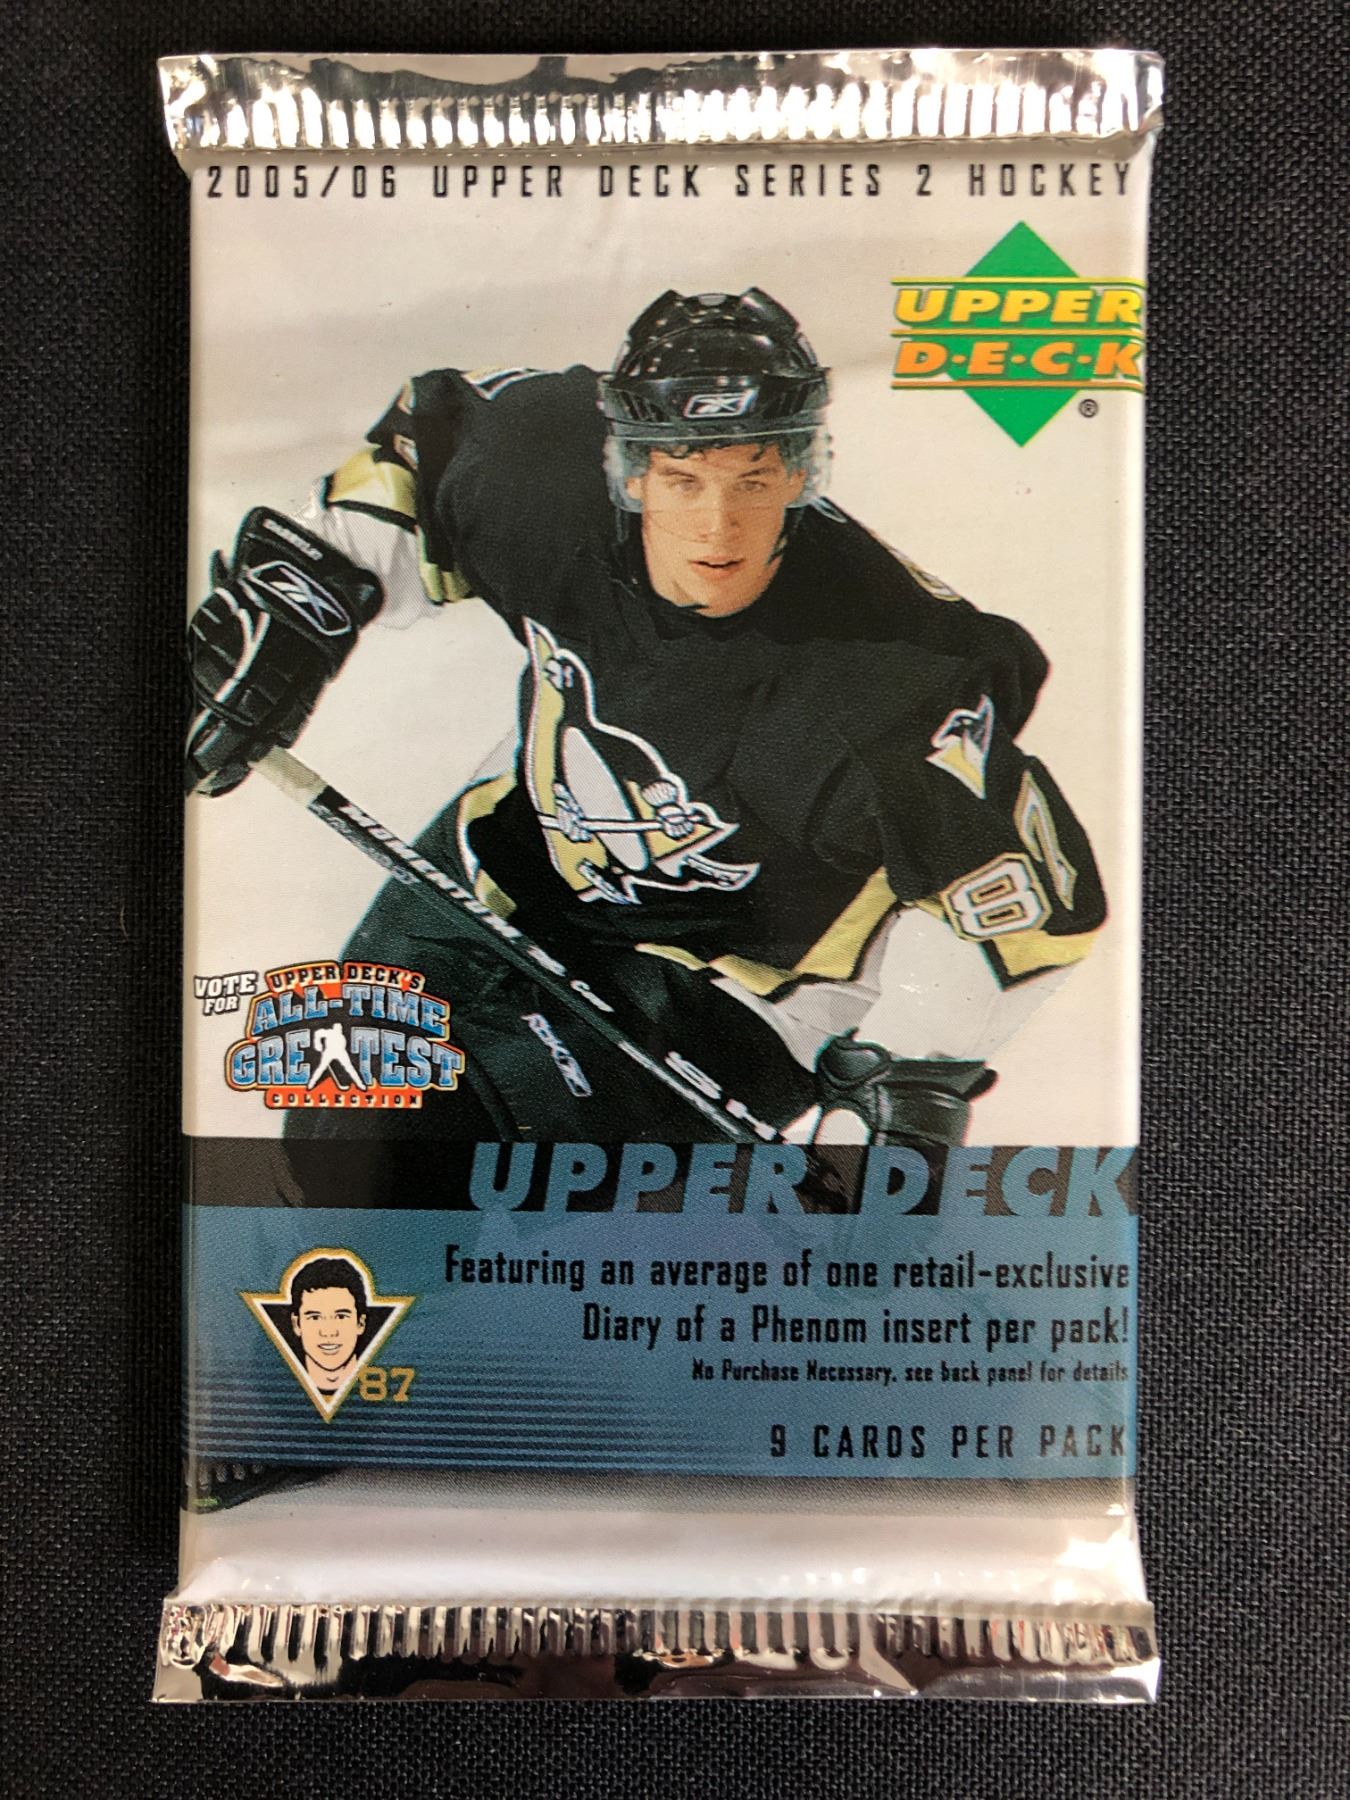 2005/06 UPPER DECK SERIES 2 HOCKEY
UPPER
D·E·C·K
®
87
MOMENTUM
VOTE
FOR
UPPER DECK'S
ALL-TIME
GREATEST
COLLECTION
UPPER DECK
Featuring an average of one retail-exclusive
Diary of a Phenom insert per pack!
No Purchase Necessary, see back panel for details
87
9 CARDS PER PACK